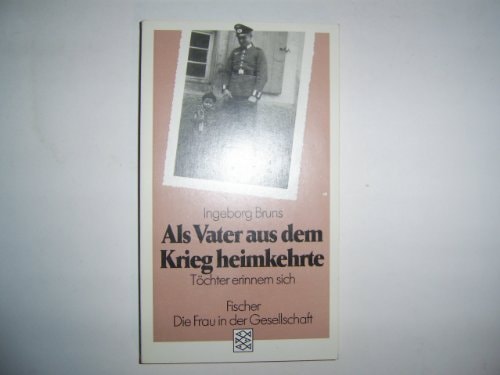 Ingeborg Bruns
Als Vater aus dem
Krieg heimkehrte
Töchter erinnern sich
Fischer
Die Frau in der Gesellschaft